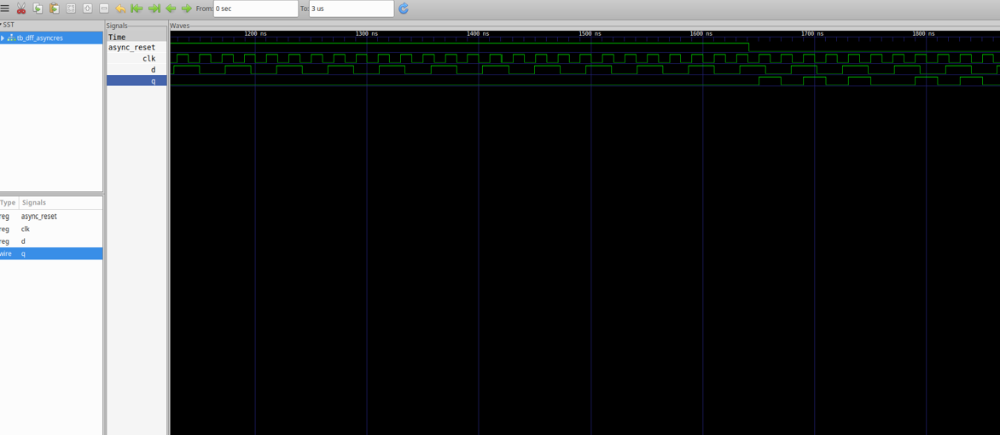 From: 0 sec To: 3 us
SST
tb_dff_asyncres
Type Signals
reg async_reset
reg clk
reg d
wire q
Signals
Time
async_reset
clk
d
q
Waves
1200 ns 1300 ns 1400 ns 1500 ns 1600 ns 1700 ns 1800 ns